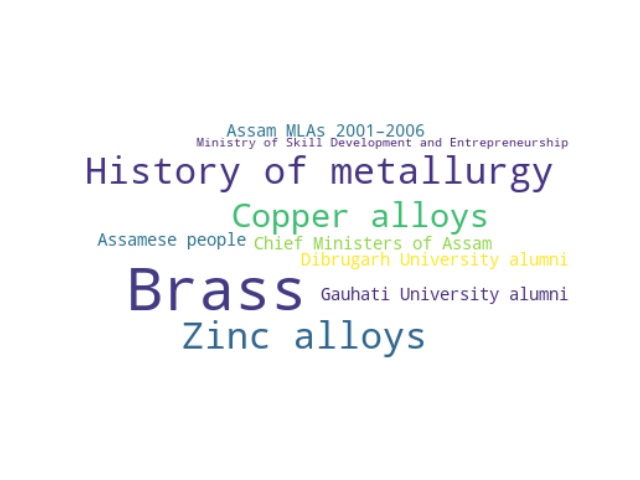 Assam MLAs 2001–2006
Ministry of Skill Development and Entrepreneurship
History of metallurgy
Copper alloys
Assamese people
Chief Ministers of Assam
Dibrugarh University alumni
Brass
Gauhati University alumni
Zinc alloys